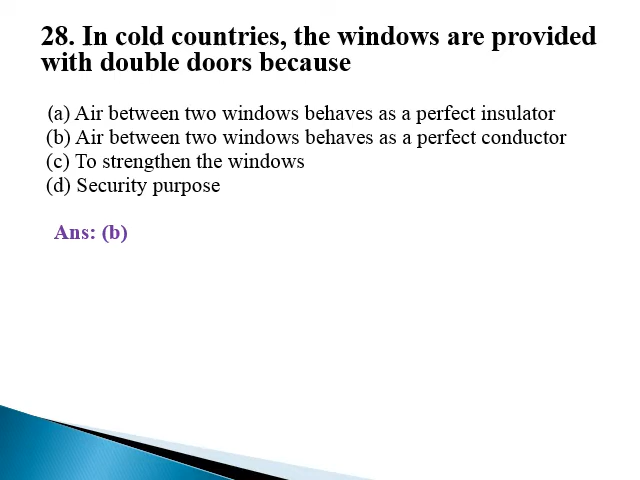 28. In cold countries, the windows are provided
with double doors because
(a) Air between two windows behaves as a perfect insulator
(b) Air between two windows behaves as a perfect conductor
(c) To strengthen the windows
(d) Security purpose
Ans: (b)